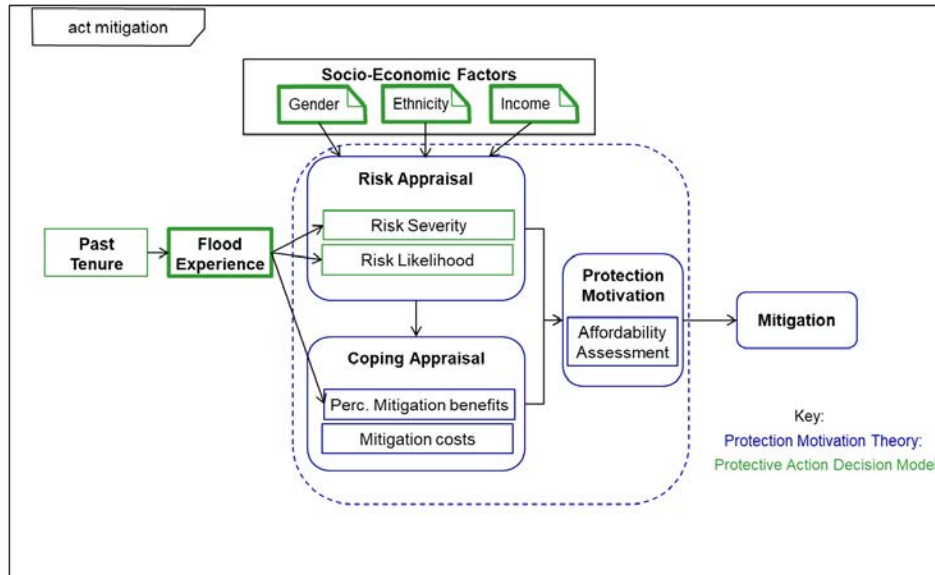 act mitigation
Socio-Economic Factors
Gender
Ethnicity
Income
Risk Appraisal
Risk Severity
Risk Likelihood
Past
Tenure
Flood
Experience
Protection
Motivation
Affordability
Assessment
Mitigation
Coping Appraisal
Perc. Mitigation benefits
Mitigation costs
Key:
Protection Motivation Theory:
Protective Action Decision Model